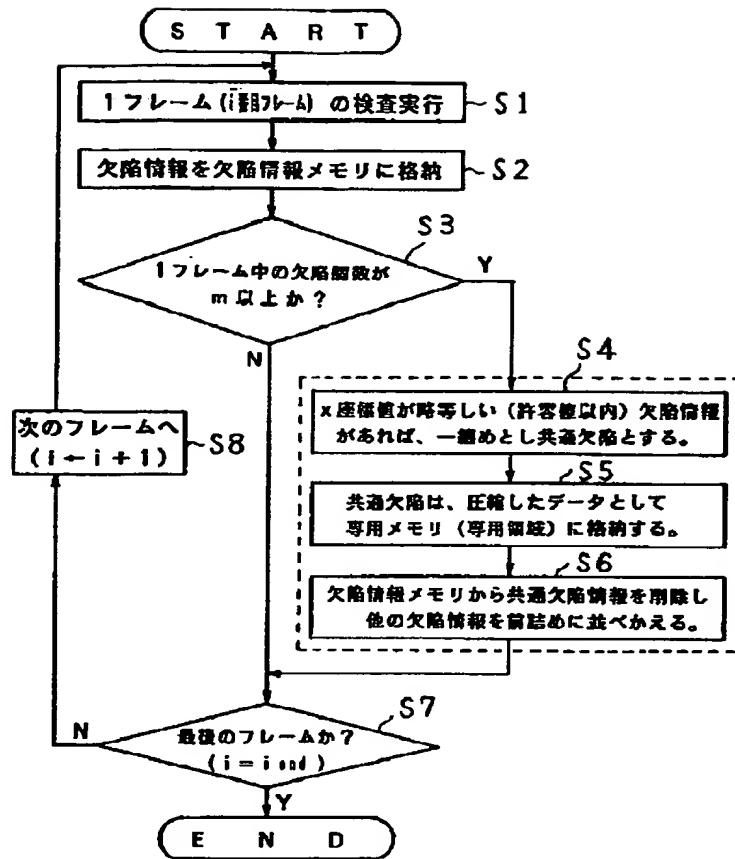 START
1フレーム(i番目フレーム)の検査実行
S1
欠陥情報を欠陥情報メモリに格納
S2
S3
1フレーム中の欠陥個数が
m以上か?
Y
N
S4
x座標値が略等しい(許容値以内)欠陥情報
があれば、一纏めとし共通欠陥とする。
S5
共通欠陥は、圧縮したデータとして
専用メモリ(専用領域)に格納する。
S6
欠陥情報メモリから共通欠陥情報を削除し
他の欠陥情報を前詰めに並べかえる。
次のフレームへ
(i←i+1)
S8
S7
最後のフレームか?
(i=iend)
N
Y
END